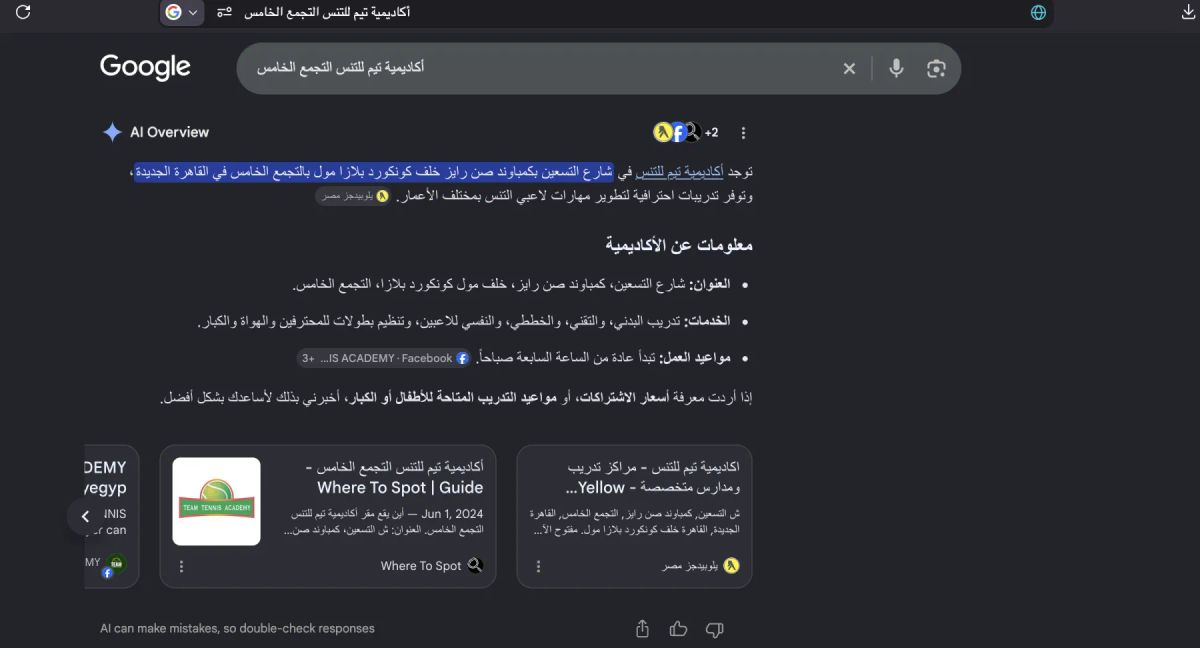 أكاديمية تيم للتنس التجمع الخامس
Google
أكاديمية تيم للتنس التجمع الخامس
AI Overview
+2
توجد أكاديمية تيم للتنس في شارع التسعين بكمباوند صن رايز خلف كونكورد بلازا مول بالتجمع الخامس في القاهرة الجديدة،
وتوفر تدريبات احترافية لتطوير مهارات لاعبي التنس بمختلف الأعمار. يلوبيدجز مصر
معلومات عن الأكاديمية
العنوان: شارع التسعين، كمباوند صن رايز، خلف مول كونكورد بلازا، التجمع الخامس.
الخدمات: تدريب البدني، والتقني، والخططي، والنفسي للاعبين، وتنظيم بطولات للمحترفين والهواة والكبار.
مواعيد العمل: تبدأ عادة من الساعة السابعة صباحاً. IS ACADEMY · Facebook... +3
إذا أردت معرفة أسعار الاشتراكات، أو مواعيد التدريب المتاحة للأطفال أو الكبار، أخبرني بذلك لأساعدك بشكل أفضل.
اكاديمية تيم للتنس - مراكز تدريب
ومدارس متخصصة - Yellow...
ش التسعين, كمباوند صن رايز, التجمع الخامس, القاهرة
الجديدة, القاهرة خلف كونكورد بلازا مول. مفتوح الآ...
يلوبيدجز مصر
أكاديمية تيم للتنس التجمع الخامس -
Where To Spot | Guide
Jun 1, 2024 — أين يقع مقر أكاديمية تيم للتنس
التجمع الخامس. العنوان: ش التسعين، كمباوند صن...
Where To Spot
TEAM TENNIS ACADEMY
DEMY
yegyp
NNIS
er can
MY
TEAM
AI can make mistakes, so double-check responses